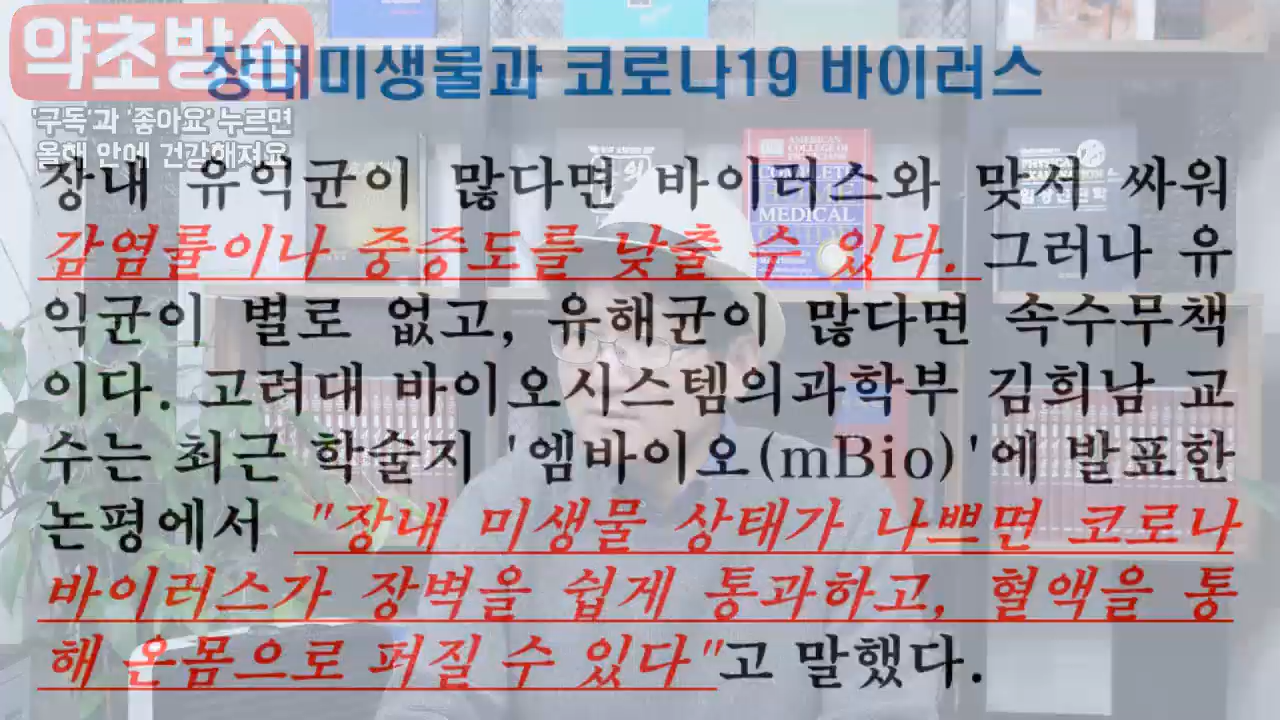 약초방송
'구독'과 '좋아요' 누르면
올해 안에 건강해져요
장내미생물과 코로나19 바이러스
장내 유익균이 많다면 바이러스와 맞서 싸워
감염률이나 중증도를 낮출 수 있다. 그러나 유
익균이 별로 없고, 유해균이 많다면 속수무책
이다. 고려대 바이오시스템의과학부 김희남 교
수는 최근 학술지 '엠바이오(mBio)'에 발표한
논평에서 "장내 미생물 상태가 나쁘면 코로나
바이러스가 장벽을 쉽게 통과하고, 혈액을 통
해 온몸으로 퍼질 수 있다"고 말했다.
AMERICAN
COLLEGE OF
PHYSICIANS
COMPLETE
MEDICAL